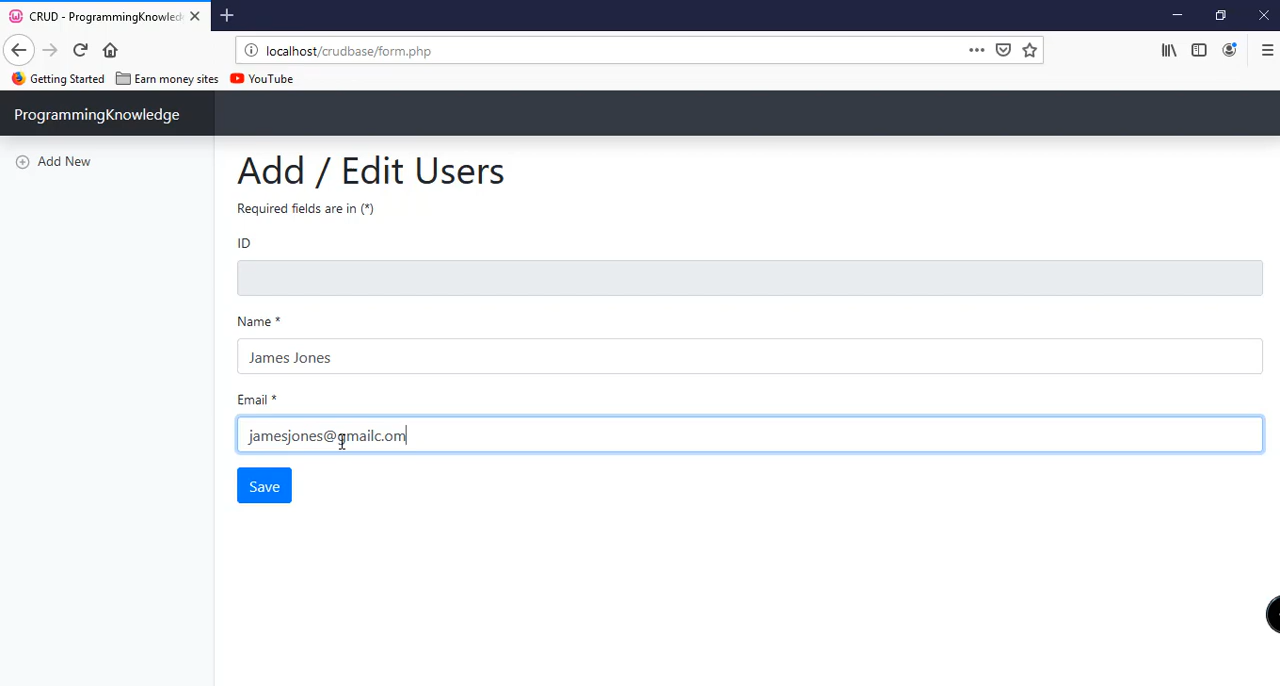 CRUD - ProgrammingKnowled
localhost/crudbase/form.php
Getting Started Earn money sites YouTube
ProgrammingKnowledge
Add New
Add / Edit Users
Required fields are in (*)
ID
Name *
James Jones
Email *
jamesjones@gmailc.om
Save